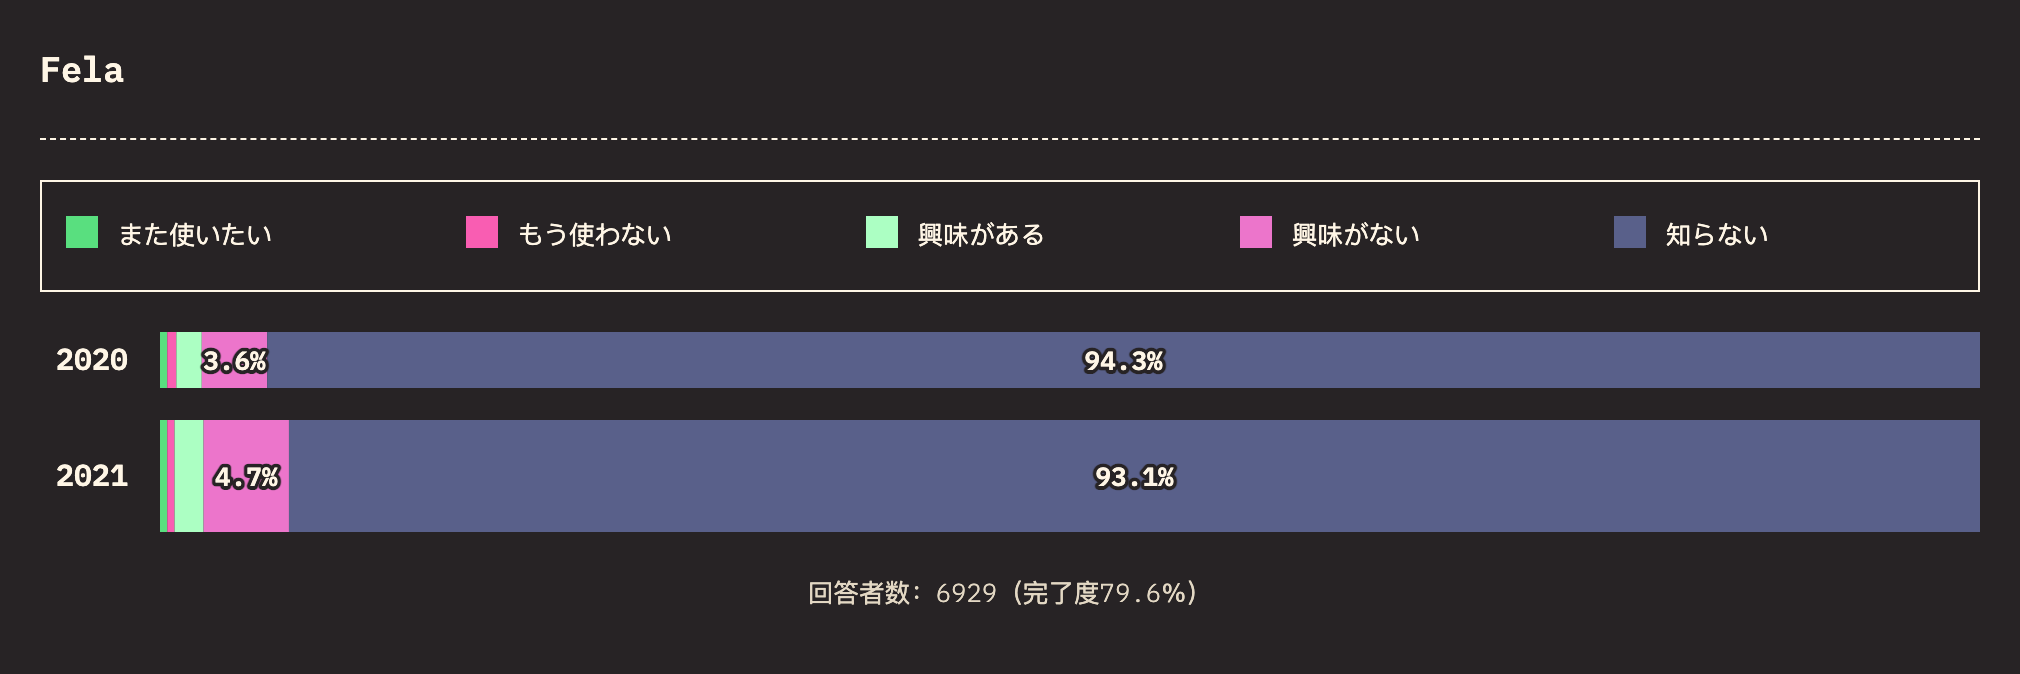 Fela
また使いたい もう使わない 興味がある 興味がない 知らない
2020 3.6% 94.3%
2021 4.7% 93.1%
回答者数: 6929 (完了度79.6%)